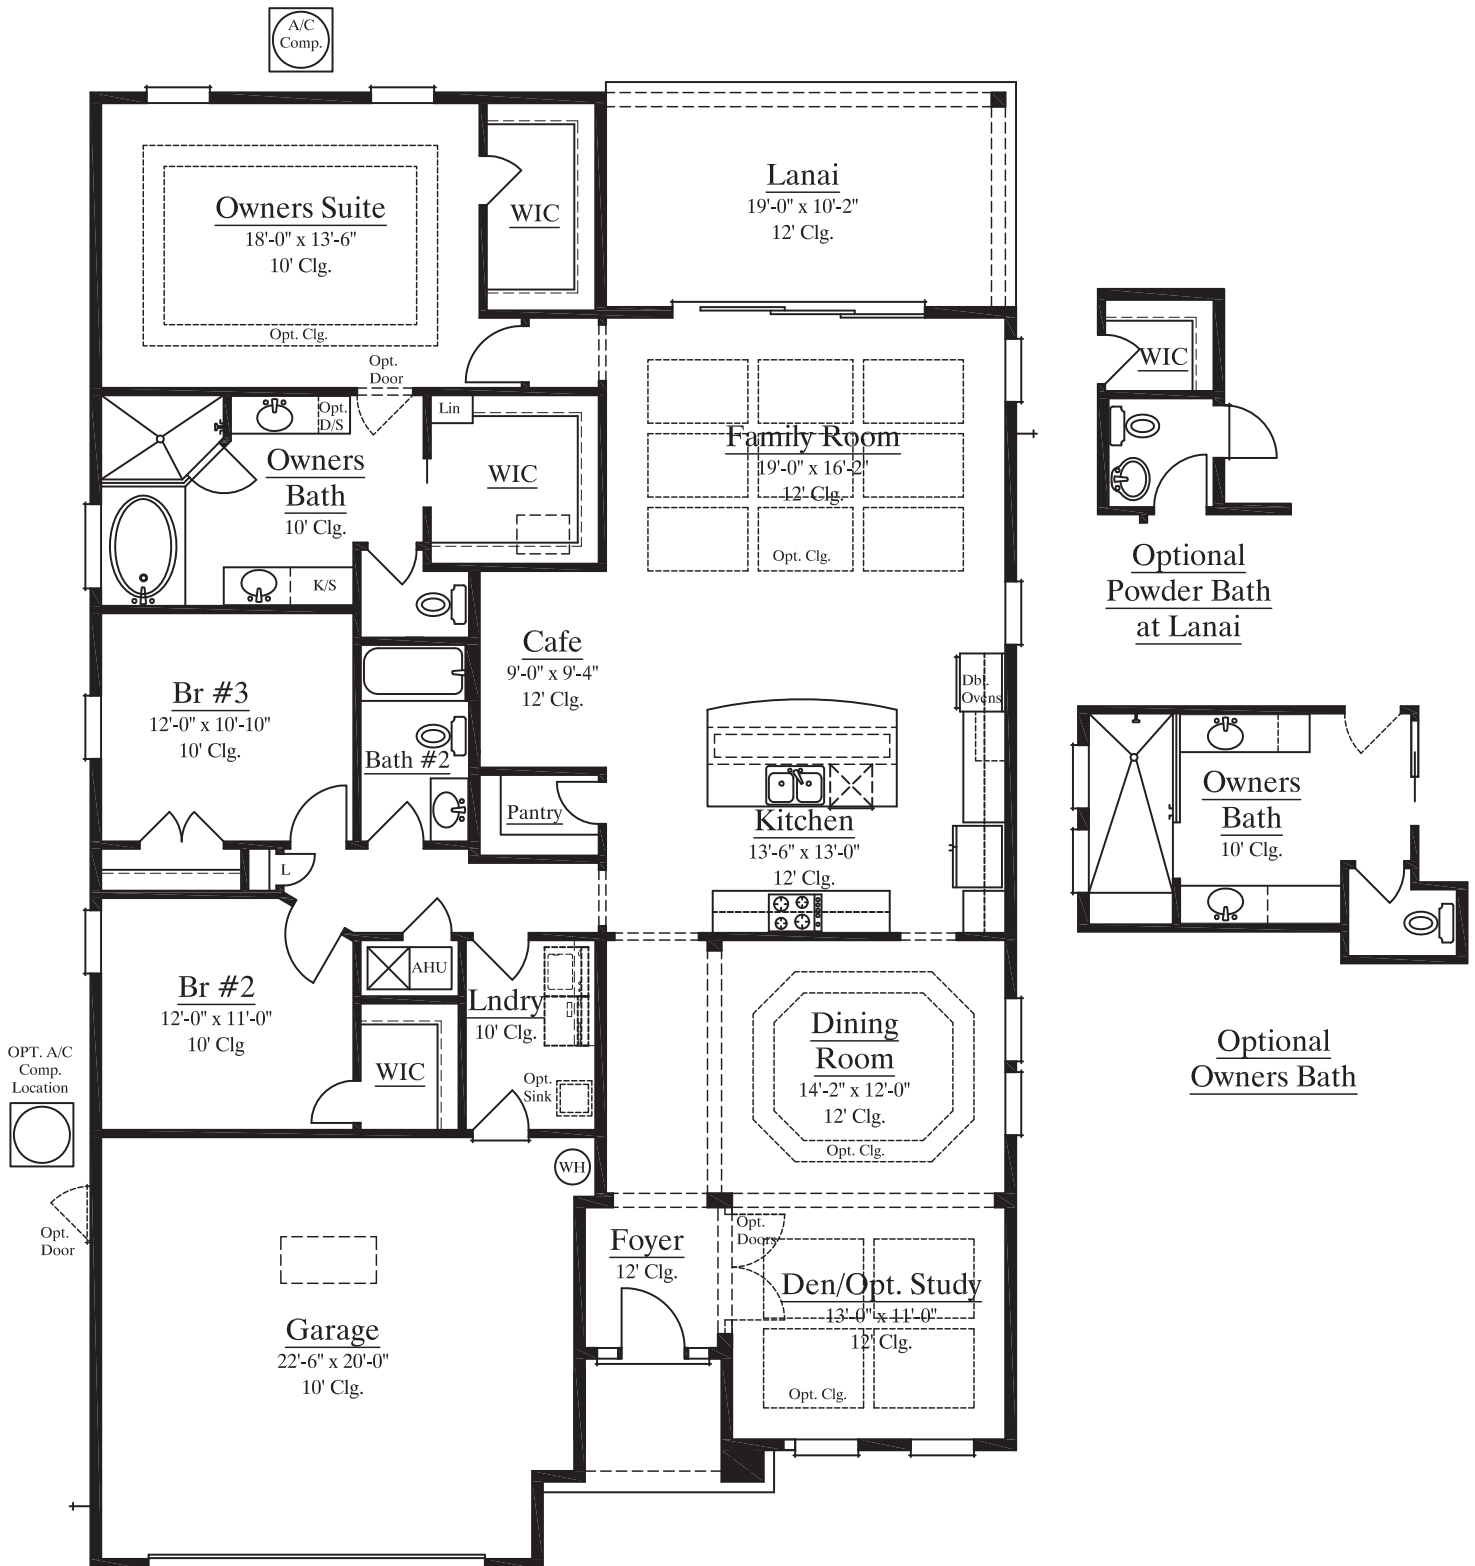 A/C
Comp.
Owners Suite
18'-0" x 13'-6"
10' Clg.
Opt. Clg.
WIC
Lanai
19'-0" x 10'-2"
12' Clg.
Opt.
Door
Lin
Opt.
D/S
Owners
Bath
10' Clg.
WIC
K/S
Family Room
19'-0" x 16'-2"
12' Clg.
Opt. Clg.
WIC
Optional
Powder Bath
at Lanai
Cafe
9'-0" x 9'-4"
12' Clg.
Dbl.
Ovens
Br #3
12'-0" x 10'-10"
10' Clg.
Bath #2
Pantry
Kitchen
13'-6" x 13'-0"
12' Clg.
L
Owners
Bath
10' Clg.
Optional
Owners Bath
AHU
Br #2
12'-0" x 11'-0"
10' Clg
Lndry
10' Clg.
WIC
Opt.
Sink
Dining
Room
14'-2" x 12'-0"
12' Clg.
Opt. Clg.
OPT. A/C
Comp.
Location
WH
Opt.
Door
Foyer
12' Clg.
Opt.
Doors
Den/Opt. Study
13'-0" x 11'-0"
12' Clg.
Opt. Clg.
Garage
22'-6" x 20'-0"
10' Clg.